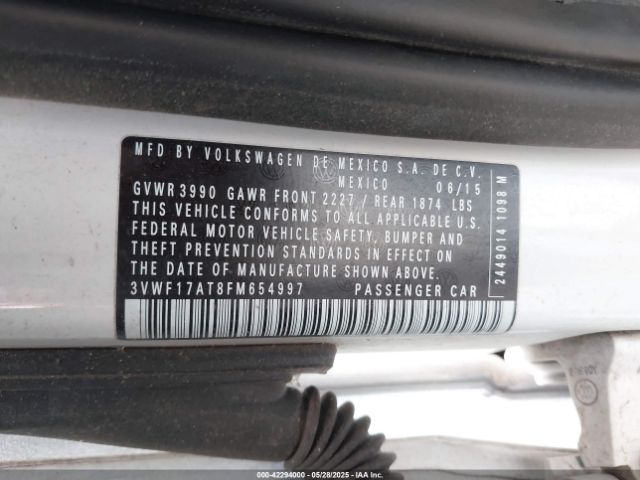 MFD BY VOLKSWAGEN DE MEXICO S.A. DE C.V.
MEXICO 06/15
GVWR 3990 GAWR FRONT 2227 / REAR 1874 LBS
THIS VEHICLE CONFORMS TO ALL APPLICABLE U.S.
FEDERAL MOTOR VEHICLE SAFETY, BUMPER AND
THEFT PREVENTION STANDARDS IN EFFECT ON
THE DATE OF MANUFACTURE SHOWN ABOVE.
3VWF17AT8FM654997 PASSENGER CAR
2449014 1098 M
000-42294000 - 05/28/2025 - IAANC